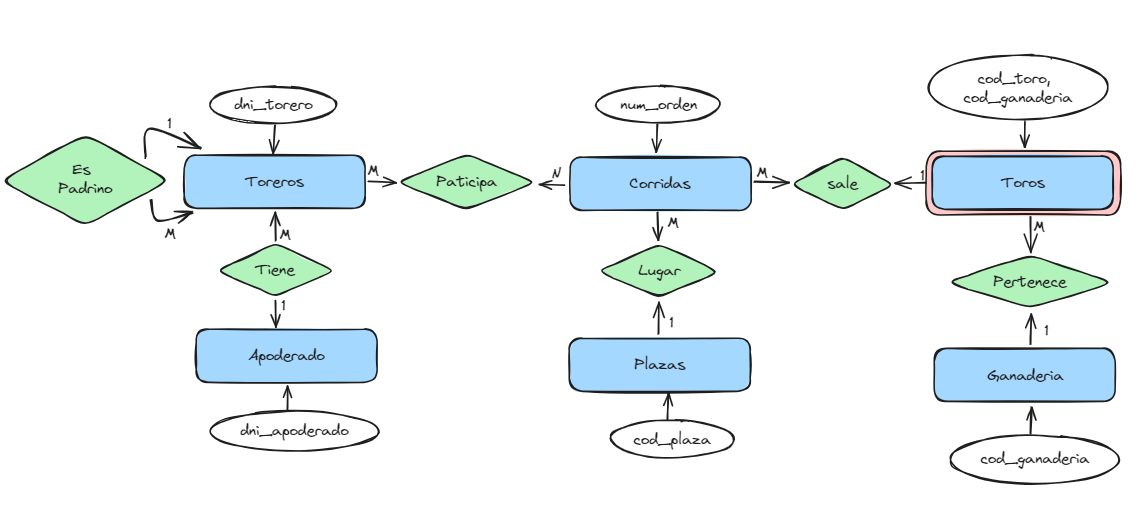 cod_toro,
cod_ganaderia
dni_torero
num_orden
1
Es
Padrino
Toreros
M
Paticipa
N
Corridas
M
sale
1
Toros
M
M
M
M
Tiene
Lugar
Pertenece
1
1
1
Apoderado
Plazas
Ganaderia
dni_apoderado
cod_plaza
cod_ganaderia